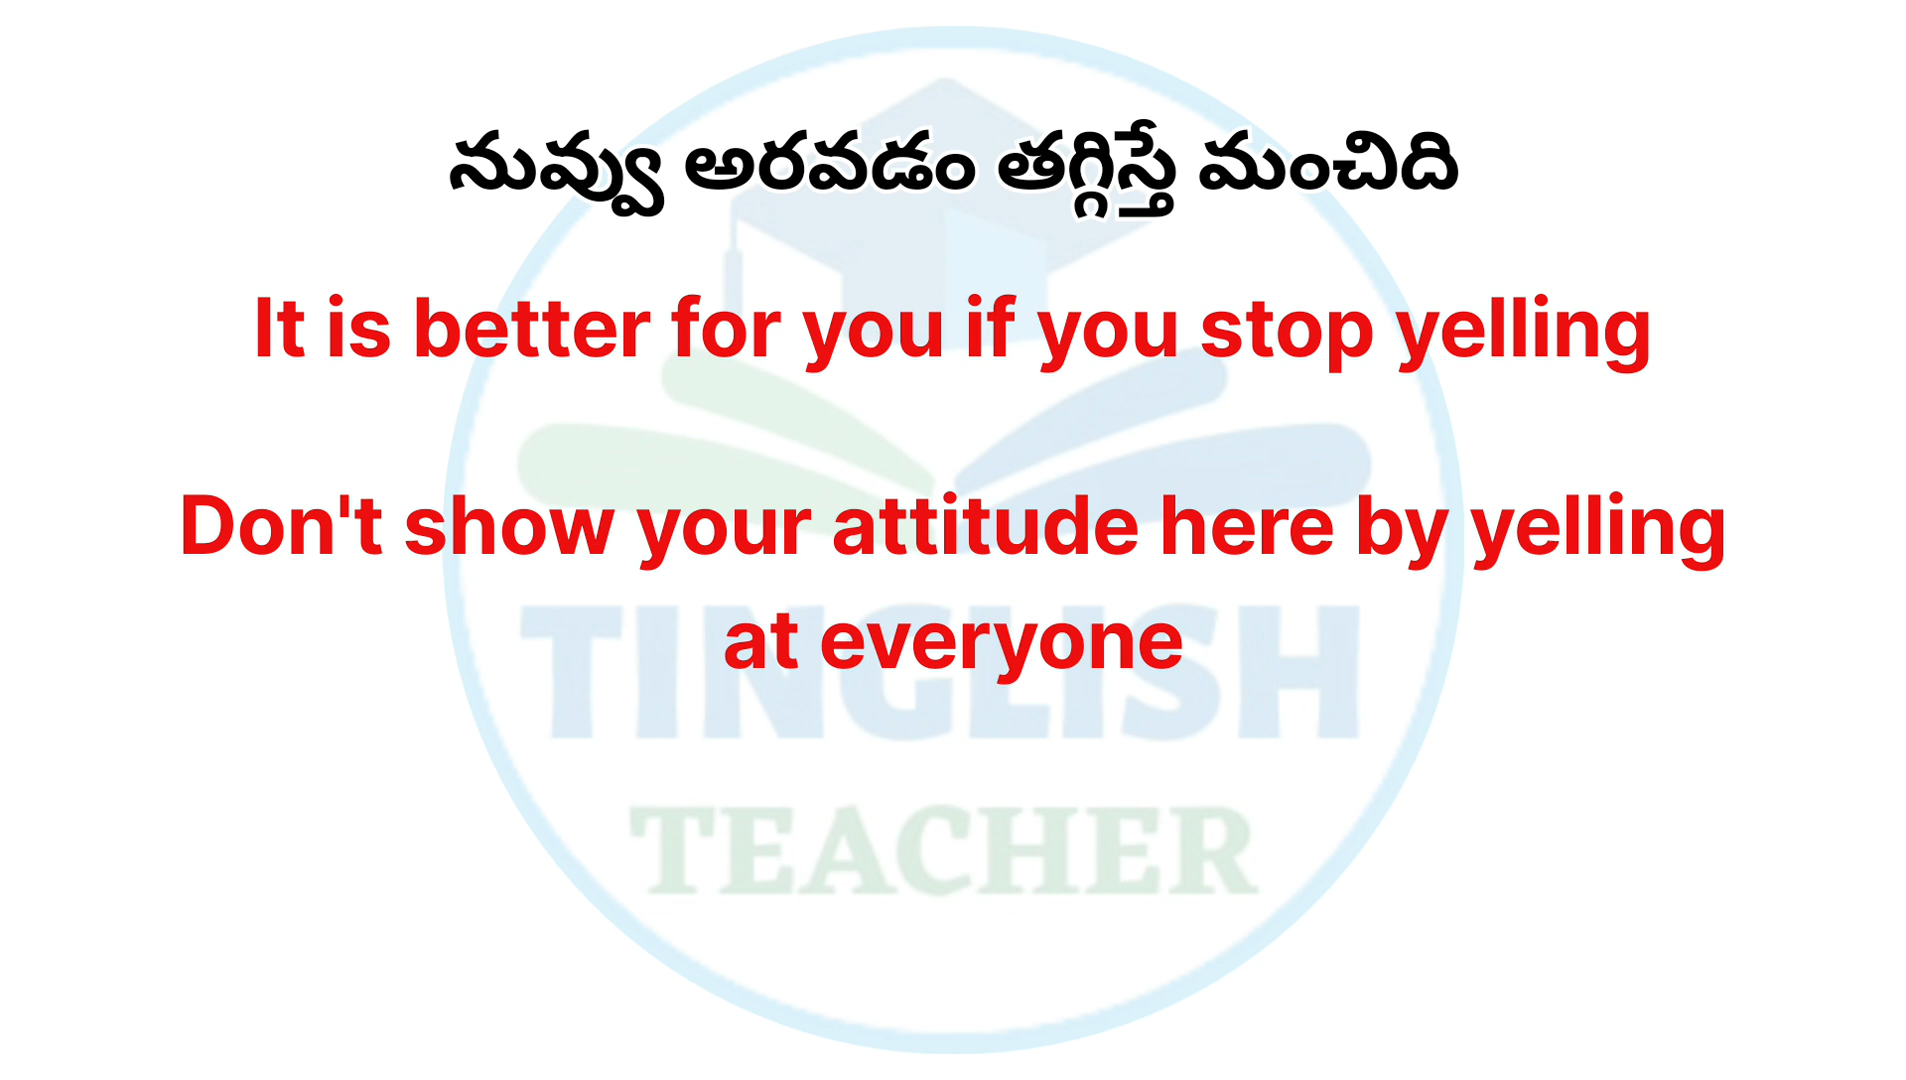 నువ్వు అరవడం తగ్గిస్తే మంచిది
It is better for you if you stop yelling
Don't show your attitude here by yelling
at everyone
TINGLISH
TEACHER